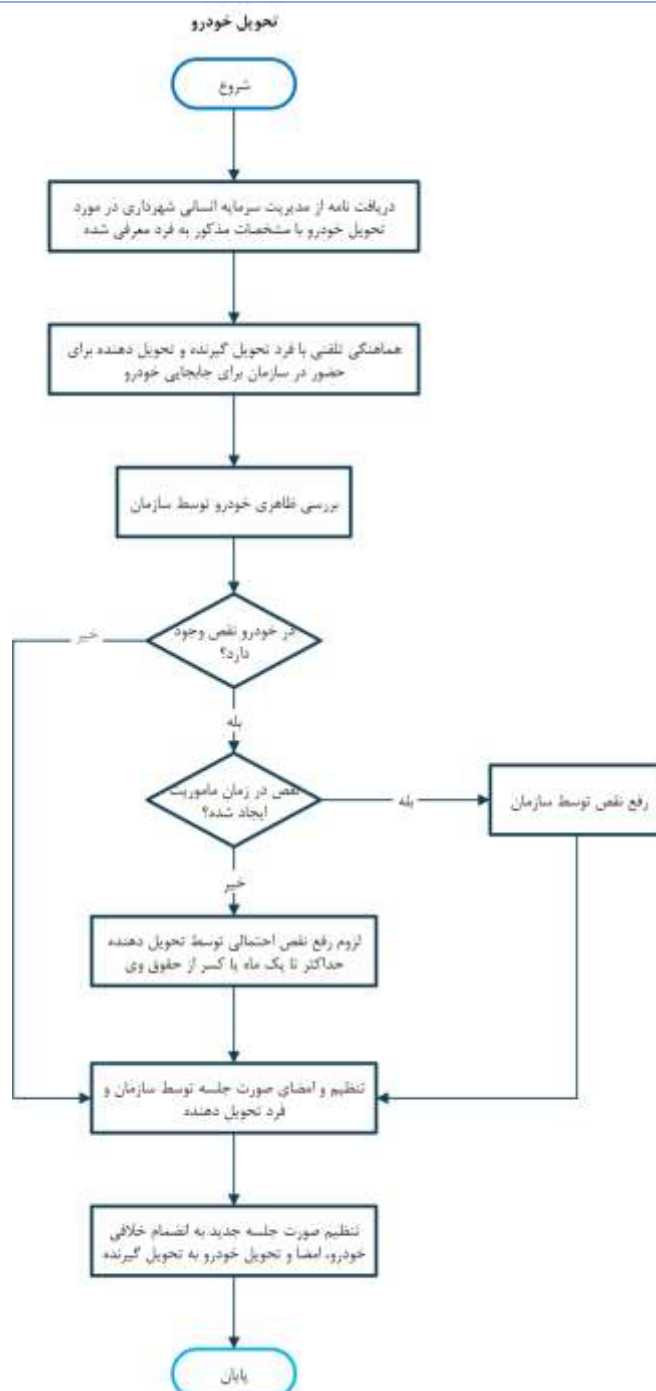 تحویل خودرو
شروع
دریافت نامه از مدیریت سرمایه انسانی شهرداری در مورد
تحویل خودرو با مشخصات مذکور به فرد معرفی شده
هماهنگی تلفنی با فرد تحویل گیرنده و تحویل دهنده برای
حضور در سازمان برای جابجایی خودرو
بررسی ظاهری خودرو توسط سازمان
در خودرو نقص وجود
دارد؟
خیر
بله
نقص در زمان ماموریت
ایجاد شده؟
بله
رفع نقص توسط سازمان
خیر
لزوم رفع نقص احتمالی توسط تحویل دهنده
حداکثر تا یک ماه یا کسر از حقوق وی
تنظیم و امضای صورت جلسه توسط سازمان و
فرد تحویل دهنده
تنظیم صورت جلسه جدید به انضمام خلافی
خودرو، امضا و تحویل خودرو به تحویل گیرنده
پایان